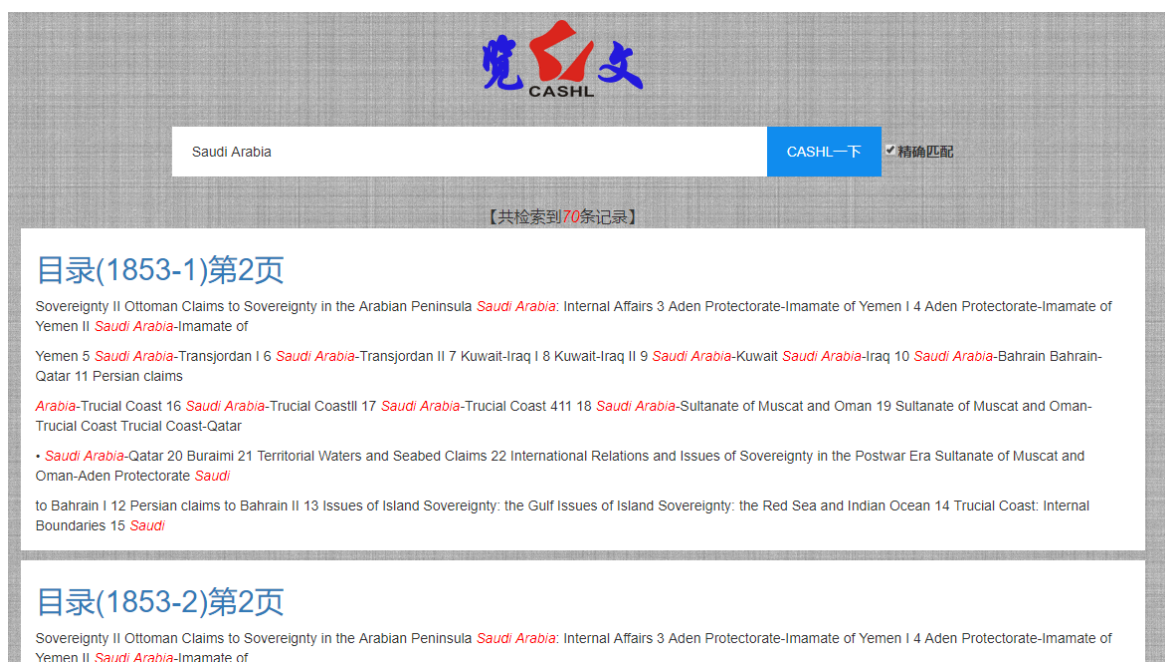 览 文
CASHL
Saudi Arabia
CASHL一下
精确匹配
【共检索到70条记录】
目录(1853-1)第2页
Sovereignty II Ottoman Claims to Sovereignty in the Arabian Peninsula Saudi Arabia: Internal Affairs 3 Aden Protectorate-Imamate of Yemen I 4 Aden Protectorate-Imamate of
Yemen II Saudi Arabia-Imamate of
Yemen 5 Saudi Arabia-Transjordan I 6 Saudi Arabia-Transjordan II 7 Kuwait-Iraq I 8 Kuwait-Iraq II 9 Saudi Arabia-Kuwait Saudi Arabia-Iraq 10 Saudi Arabia-Bahrain Bahrain-
Qatar 11 Persian claims
Arabia-Trucial Coast 16 Saudi Arabia-Trucial CoastIl 17 Saudi Arabia-Trucial Coast 411 18 Saudi Arabia-Sultanate of Muscat and Oman 19 Sultanate of Muscat and Oman-
Trucial Coast Trucial Coast-Qatar
• Saudi Arabia-Qatar 20 Buraimi 21 Territorial Waters and Seabed Claims 22 International Relations and Issues of Sovereignty in the Postwar Era Sultanate of Muscat and
Oman-Aden Protectorate Saudi
to Bahrain I 12 Persian claims to Bahrain II 13 Issues of Island Sovereignty: the Gulf Issues of Island Sovereignty: the Red Sea and Indian Ocean 14 Trucial Coast: Internal
Boundaries 15 Saudi
目录(1853-2)第2页
Sovereignty II Ottoman Claims to Sovereignty in the Arabian Peninsula Saudi Arabia: Internal Affairs 3 Aden Protectorate-Imamate of Yemen I 4 Aden Protectorate-Imamate of
Yemen II Saudi Arabia-Imamate of